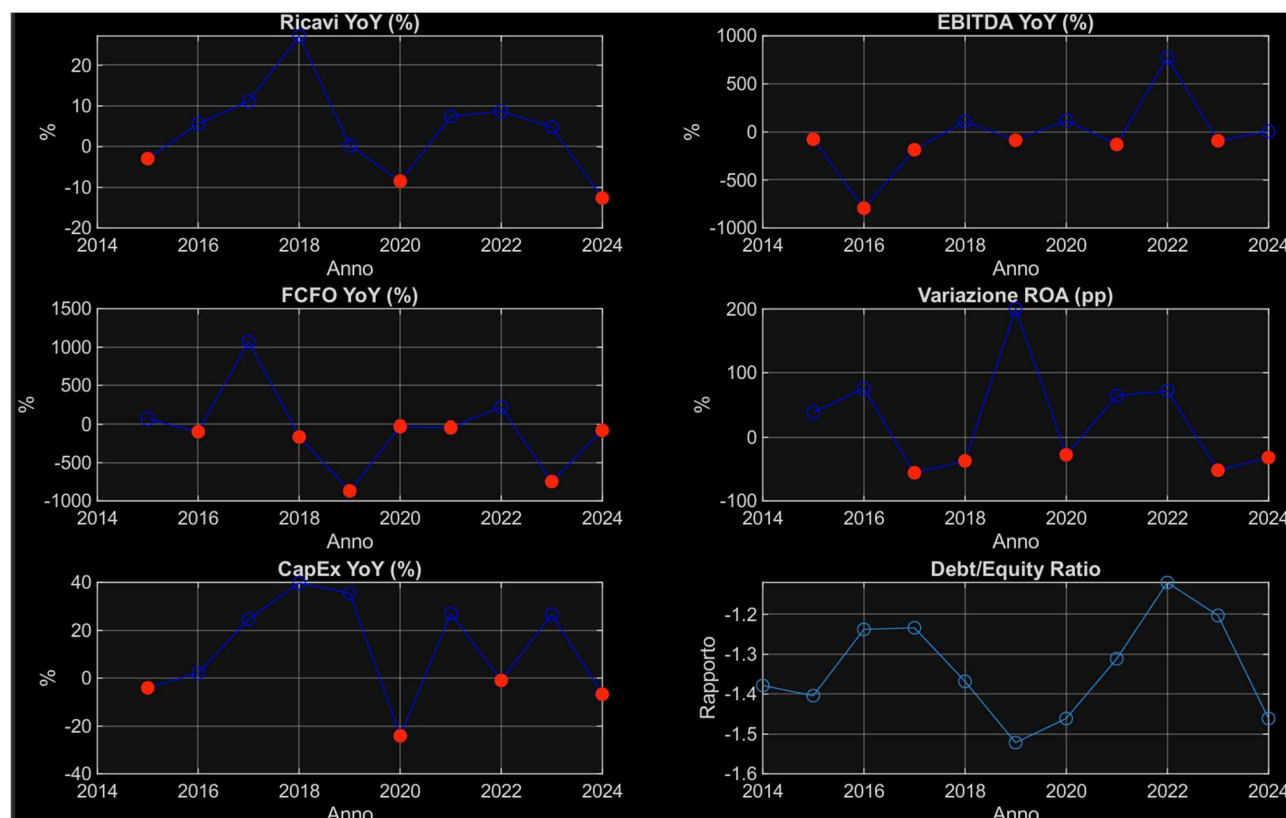 Ricavi YoY (%)
%
20
10
0
-10
-20
2014 2016 2018 2020 2022 2024
Anno
EBITDA YoY (%)
%
1000
500
0
-500
-1000
2014 2016 2018 2020 2022 2024
Anno
FCFO YoY (%)
%
1500
1000
500
0
-500
-1000
2014 2016 2018 2020 2022 2024
Anno
Variazione ROA (pp)
%
200
100
0
-100
2014 2016 2018 2020 2022 2024
Anno
CapEx YoY (%)
%
40
20
0
-20
-40
2014 2016 2018 2020 2022 2024
Anno
Debt/Equity Ratio
Rapporto
-1.2
-1.3
-1.4
-1.5
-1.6
2014 2016 2018 2020 2022 2024
Anno